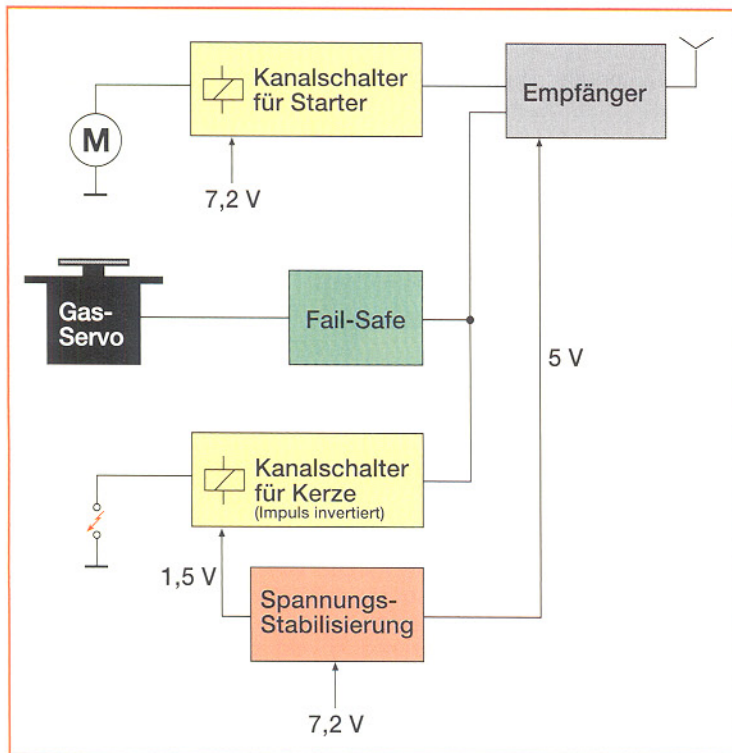 Kanalschalter
für Starter
Empfänger
M
7,2 V
Gas-
Servo
Fail-Safe
5 V
Kanalschalter
für Kerze
(Impuls invertiert)
1,5 V
Spannungs-
Stabilisierung
7,2 V